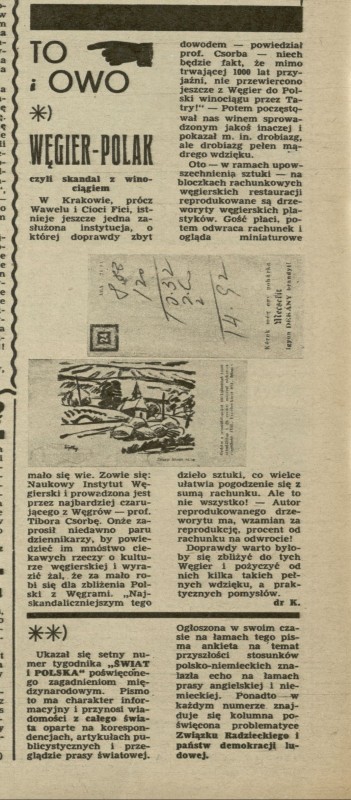 TO
i OWO
*)
WĘGIER-POLAK
czyli skandal z wino-
ciągiem
W Krakowie, prócz
Wawelu i Cioci Fici, ist-
nieje jeszcze jedna za-
służona instytucja, o
której doprawdy zbyt
dowodem — powiedział
prof. Csorba — niech
będzie fakt, że mimo
trwającej 1000 lat przy-
jaźni, nie przewiercono
jeszcze z Węgier do Pol-
ski winociągu przez Ta-
try!" — Potem poczęsto-
wał nas winem sprowa-
dzonym jakoś inaczej i
pokazał m. in. drobiazg,
ale drobiazg pełen mą-
drego wdzięku.
Oto — w ramach upo-
wszechnienia sztuki — na
bloczkach rachunkowych
węgierskich restauracji
reprodukowane są drze-
woryty węgierskich pla-
styków. Gość płaci, po-
tem odwraca rachunek i
ogląda miniaturowe
120
14.92
mało się wie. Zowie się:
Naukowy Instytut Wę-
gierski i prowadzona jest
przez najbardziej czaru-
jącego z Węgrów — prof.
Tibora Csorbę. Onże za-
prosił niedawno paru
dziennikarzy, by powie-
dzieć im mnóstwo cie-
kawych rzeczy o kultu-
rze węgierskiej i wyra-
zić żal, że za mało ro-
bi się dla zbliżenia Pol-
ski z Węgrami. „Naj-
skandaliczniejszym tego
dzieło sztuki, co wielce
ułatwia pogodzenie się z
sumą rachunku. Ale to
nie wszystko! — Autor
reprodukowanego drze-
worytu ma, wzamian za
reprodukcję, procent od
rachunku na odwrocie!
Doprawdy warto było-
by się zbliżyć do tych
Węgier i pożyczyć od
nich kilka takich peł-
nych wdzięku, a prak-
tycznych pomysłów.
dr K.
**)
Ukazał się setny nu-
mer tygodnika „ŚWIAT
i POLSKA" poświęcone-
go zagadnieniom mię-
dzynarodowym. Pismo
to ma charakter infor-
macyjny i przynosi wia-
domości z całego świa-
ta oparte na korespon-
dencjach, artykułach pu-
blicystycznych i prze-
glądzie prasy światowej.
Ogłoszona w swoim cza-
sie na łamach tego pis-
ma ankieta na temat
przyszłości stosunków
polsko-niemieckich zna-
lazła echo na łamach
prasy angielskiej i nie-
mieckiej. Ponadto w
każdym numerze znaj-
duje się kolumna po-
święcona problematyce
Związku Radzieckiego i
państw demokracji lu-
dowej.